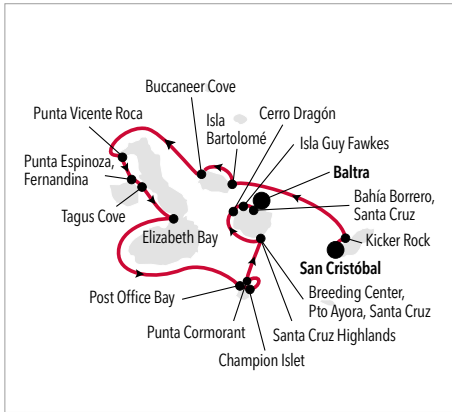 Buccaneer Cove
Punta Vicente Roca
Isla
Bartolomé
Cerro Dragón
Isla Guy Fawkes
Punta Espinoza,
Fernandina
Baltra
Bahía Borrero,
Santa Cruz
Tagus Cove
Elizabeth Bay
Kicker Rock
San Cristóbal
Post Office Bay
Breeding Center,
Pto Ayora, Santa Cruz
Punta Cormorant
Santa Cruz Highlands
Champion Islet